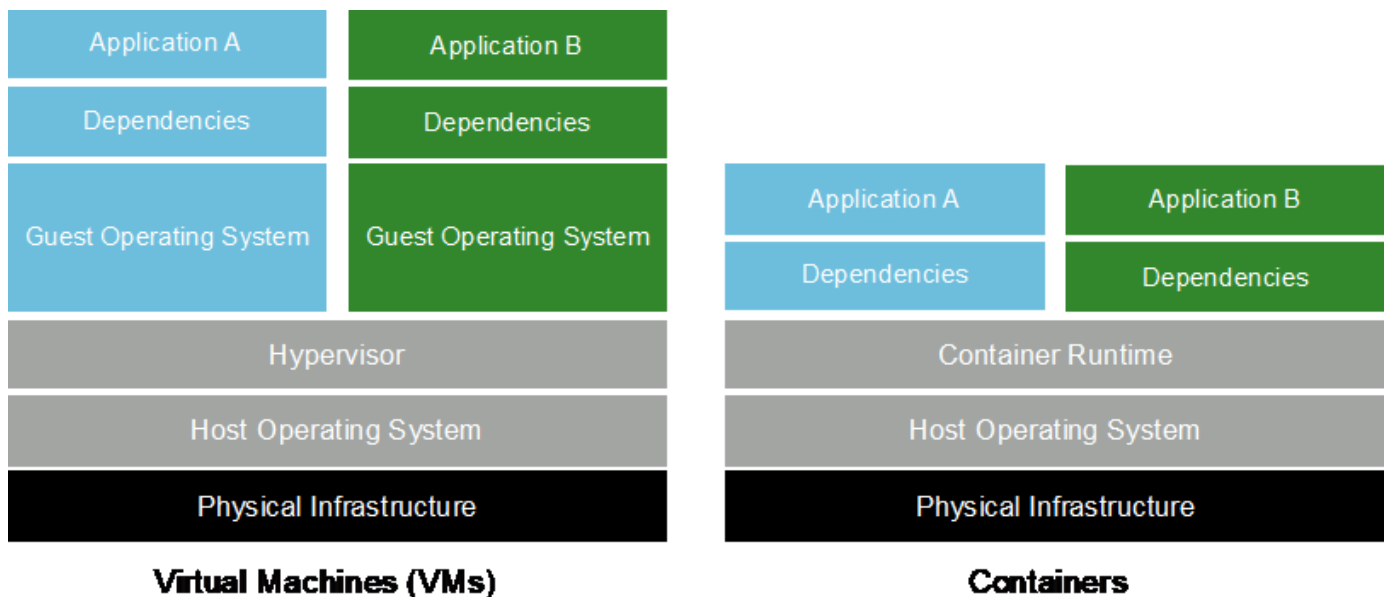 Application A
Application B
Dependencies
Dependencies
Guest Operating System
Guest Operating System
Hypervisor
Host Operating System
Physical Infrastructure
Virtual Machines (VMs)
Application A
Application B
Dependencies
Dependencies
Container Runtime
Host Operating System
Physical Infrastructure
Containers